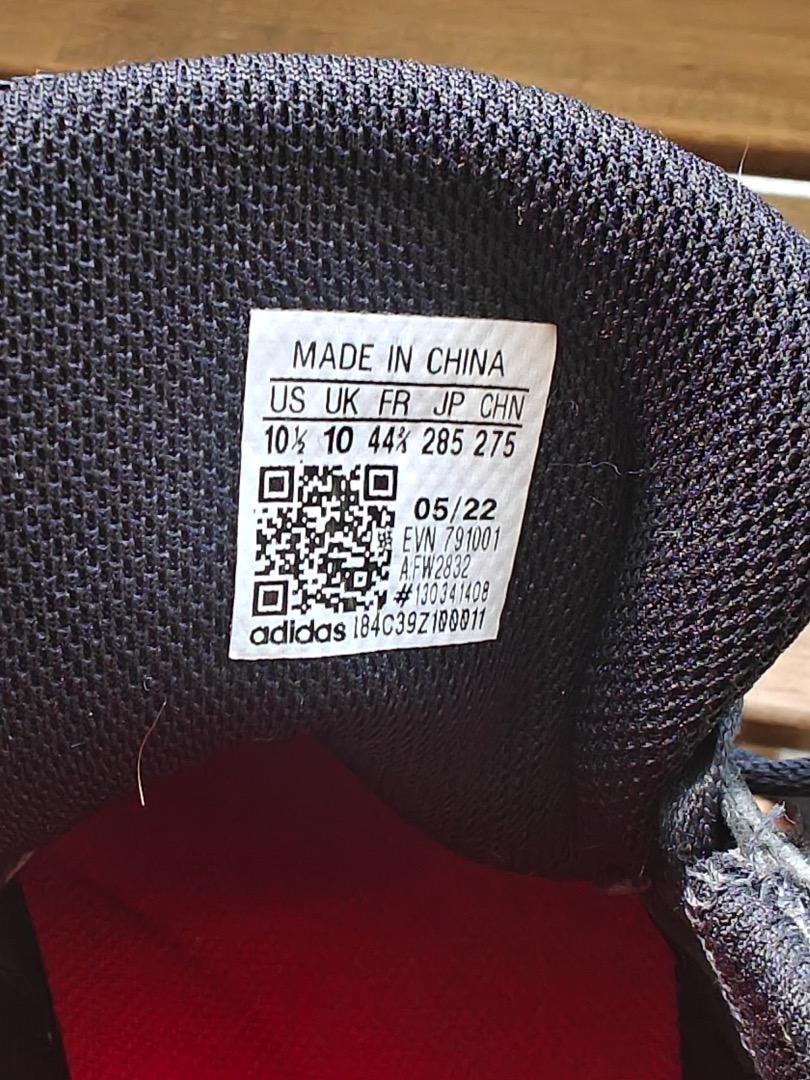 MADE IN CHINA
US UK FR JP CHN
10½ 10 44⅔ 285 275
05/22
EVN 791001
A:FW2832
#130341408
adidas I84C39Z100011